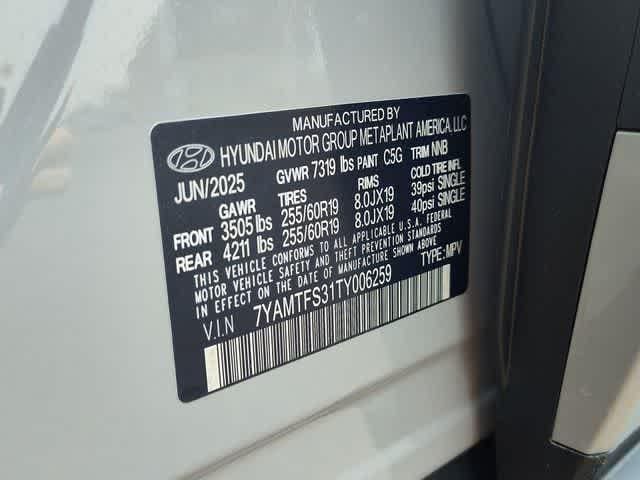 MANUFACTURED BY
HYUNDAI MOTOR GROUP METAPLANT AMERICA, LLC
JUN/2025 GVWR 7319 lbs PAINT C5G TRIM NNB
GAWR TIRES RIMS COLD TIRE INFL
FRONT 3505 lbs 255/60R19 8.0JX19 39psi SINGLE
REAR 4211 lbs 255/60R19 8.0JX19 40psi SINGLE
THIS VEHICLE CONFORMS TO ALL APPLICABLE U.S.A. FEDERAL
MOTOR VEHICLE SAFETY AND THEFT PREVENTION STANDARDS
IN EFFECT ON THE DATE OF MANUFACTURE SHOWN ABOVE.
V.I.N 7YAMTFS31TY006259 TYPE:MPV